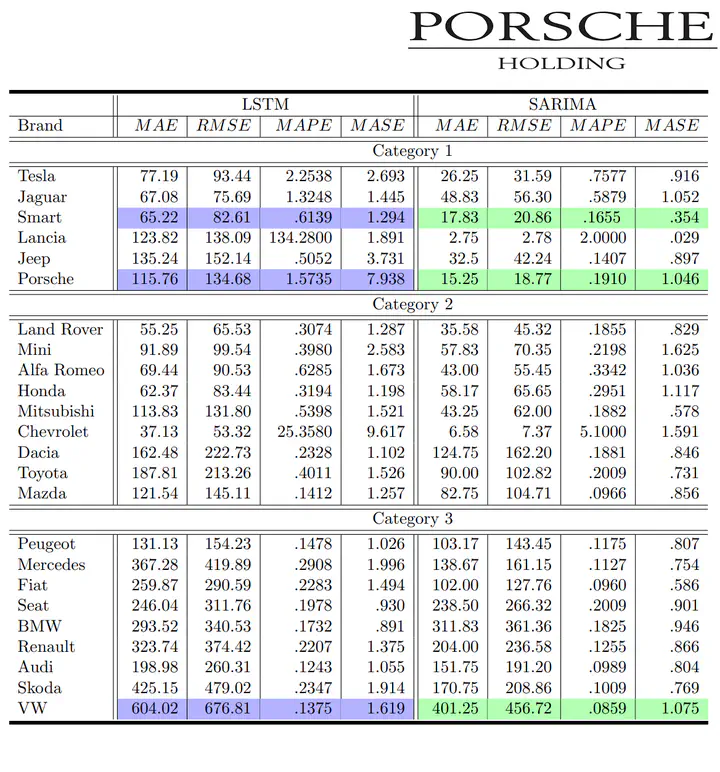 PORSCHE
HOLDING
LSTM SARIMA
Brand MAE RMSE MAPE MASE MAE RMSE MAPE MASE
Category 1
Tesla 77.19 93.44 2.2538 2.693 26.25 31.59 .7577 .916
Jaguar 67.08 75.69 1.3248 1.445 48.83 56.30 .5879 1.052
Smart 65.22 82.61 .6139 1.294 17.83 20.86 .1655 .354
Lancia 123.82 138.09 134.2800 1.891 2.75 2.78 2.0000 .029
Jeep 135.24 152.14 .5052 3.731 32.5 42.24 .1407 .897
Porsche 115.76 134.68 1.5735 7.938 15.25 18.77 .1910 1.046
Category 2
Land Rover 55.25 65.53 .3074 1.287 35.58 45.32 .1855 .829
Mini 91.89 99.54 .3980 2.583 57.83 70.35 .2198 1.625
Alfa Romeo 69.44 90.53 .6285 1.673 43.00 55.45 .3342 1.036
Honda 62.37 83.44 .3194 1.198 58.17 65.65 .2951 1.117
Mitsubishi 113.83 131.80 .5398 1.521 43.25 62.00 .1882 .578
Chevrolet 37.13 53.32 25.3580 9.617 6.58 7.37 5.1000 1.591
Dacia 162.48 222.73 .2328 1.102 124.75 162.20 .1881 .846
Toyota 187.81 213.26 .4011 1.526 90.00 102.82 .2009 .731
Mazda 121.54 145.11 .1412 1.257 82.75 104.71 .0966 .856
Category 3
Peugeot 131.13 154.23 .1478 1.026 103.17 143.45 .1175 .807
Mercedes 367.28 419.89 .2908 1.996 138.67 161.15 .1127 .754
Fiat 259.87 290.59 .2283 1.494 102.00 127.76 .0960 .586
Seat 246.04 311.76 .1978 .930 238.50 266.32 .2009 .901
BMW 293.52 340.53 .1732 .891 311.83 361.36 .1825 .946
Renault 323.74 374.42 .2207 1.375 204.00 236.58 .1255 .866
Audi 198.98 260.31 .1243 1.055 151.75 191.20 .0989 .804
Skoda 425.15 479.02 .2347 1.914 170.75 208.86 .1009 .769
VW 604.02 676.81 .1375 1.619 401.25 456.72 .0859 1.075